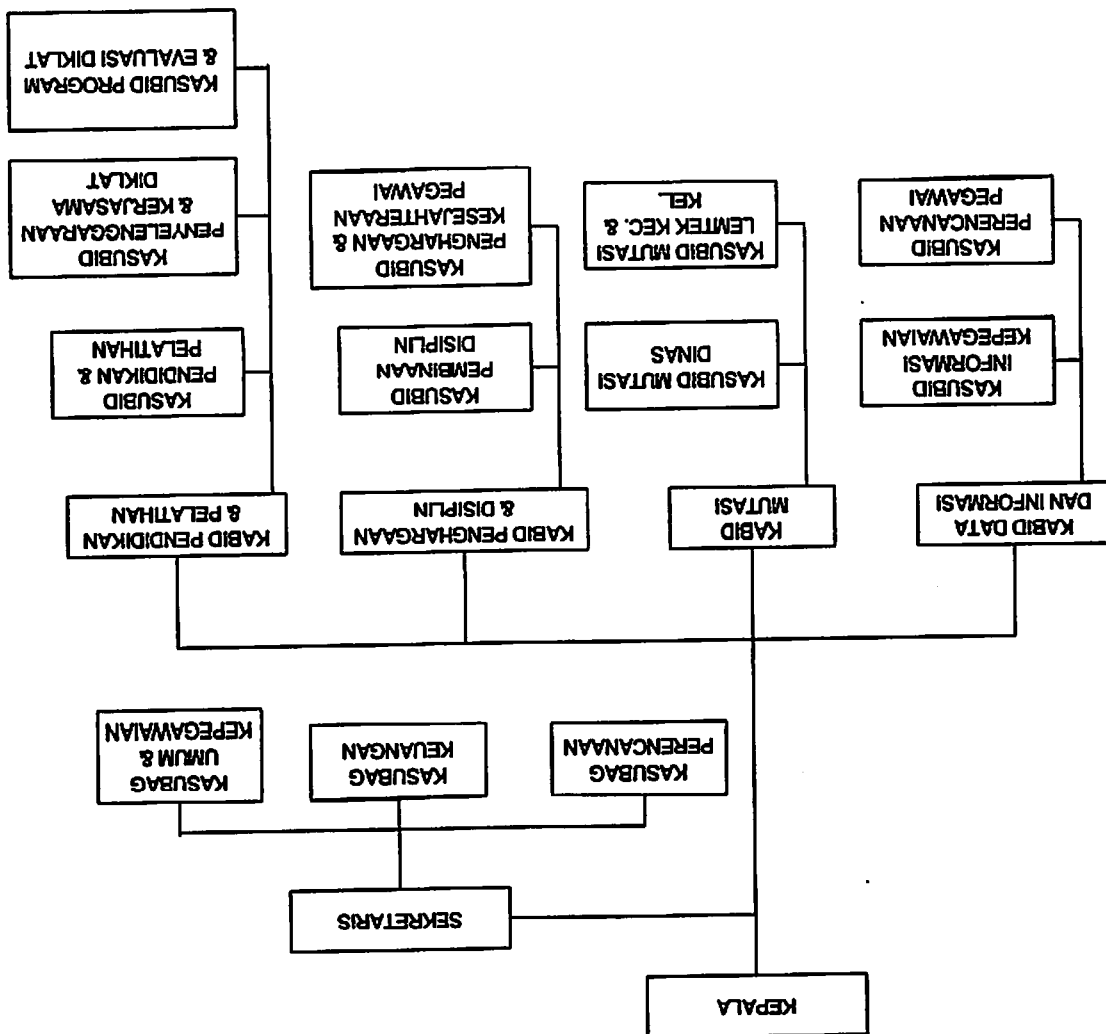 KEPALA
SEKRETARIS
KASUBAG
PERENCANAAN
KASUBAG
KEUANGAN
KASUBAG
UMUM &
KEPEGAWAIAN
KABID DATA
DAN INFORMASI
KABID
MUTASI
KABID PENGHARGAAN
& DISIPLIN
KABID PENDIDIKAN
& PELATIHAN
KASUBID
INFORMASI
KEPEGAWAIAN
KASUBID MUTASI
DINAS
KASUBID
PEMBINAAN
DISIPLIN
KASUBID
PENDIDIKAN &
PELATIHAN
KASUBID
PERENCANAAN
PEGAWAI
KASUBID MUTASI
LEMTEK KEC. &
KEL.
KASUBID
PENGHARGAAN &
KESEJAHTERAAN
PEGAWAI
KASUBID
PENYELENGGARAAN
& KERJASAMA
DIKLAT
KASUBID PROGRAM
& EVALUASI DIKLAT